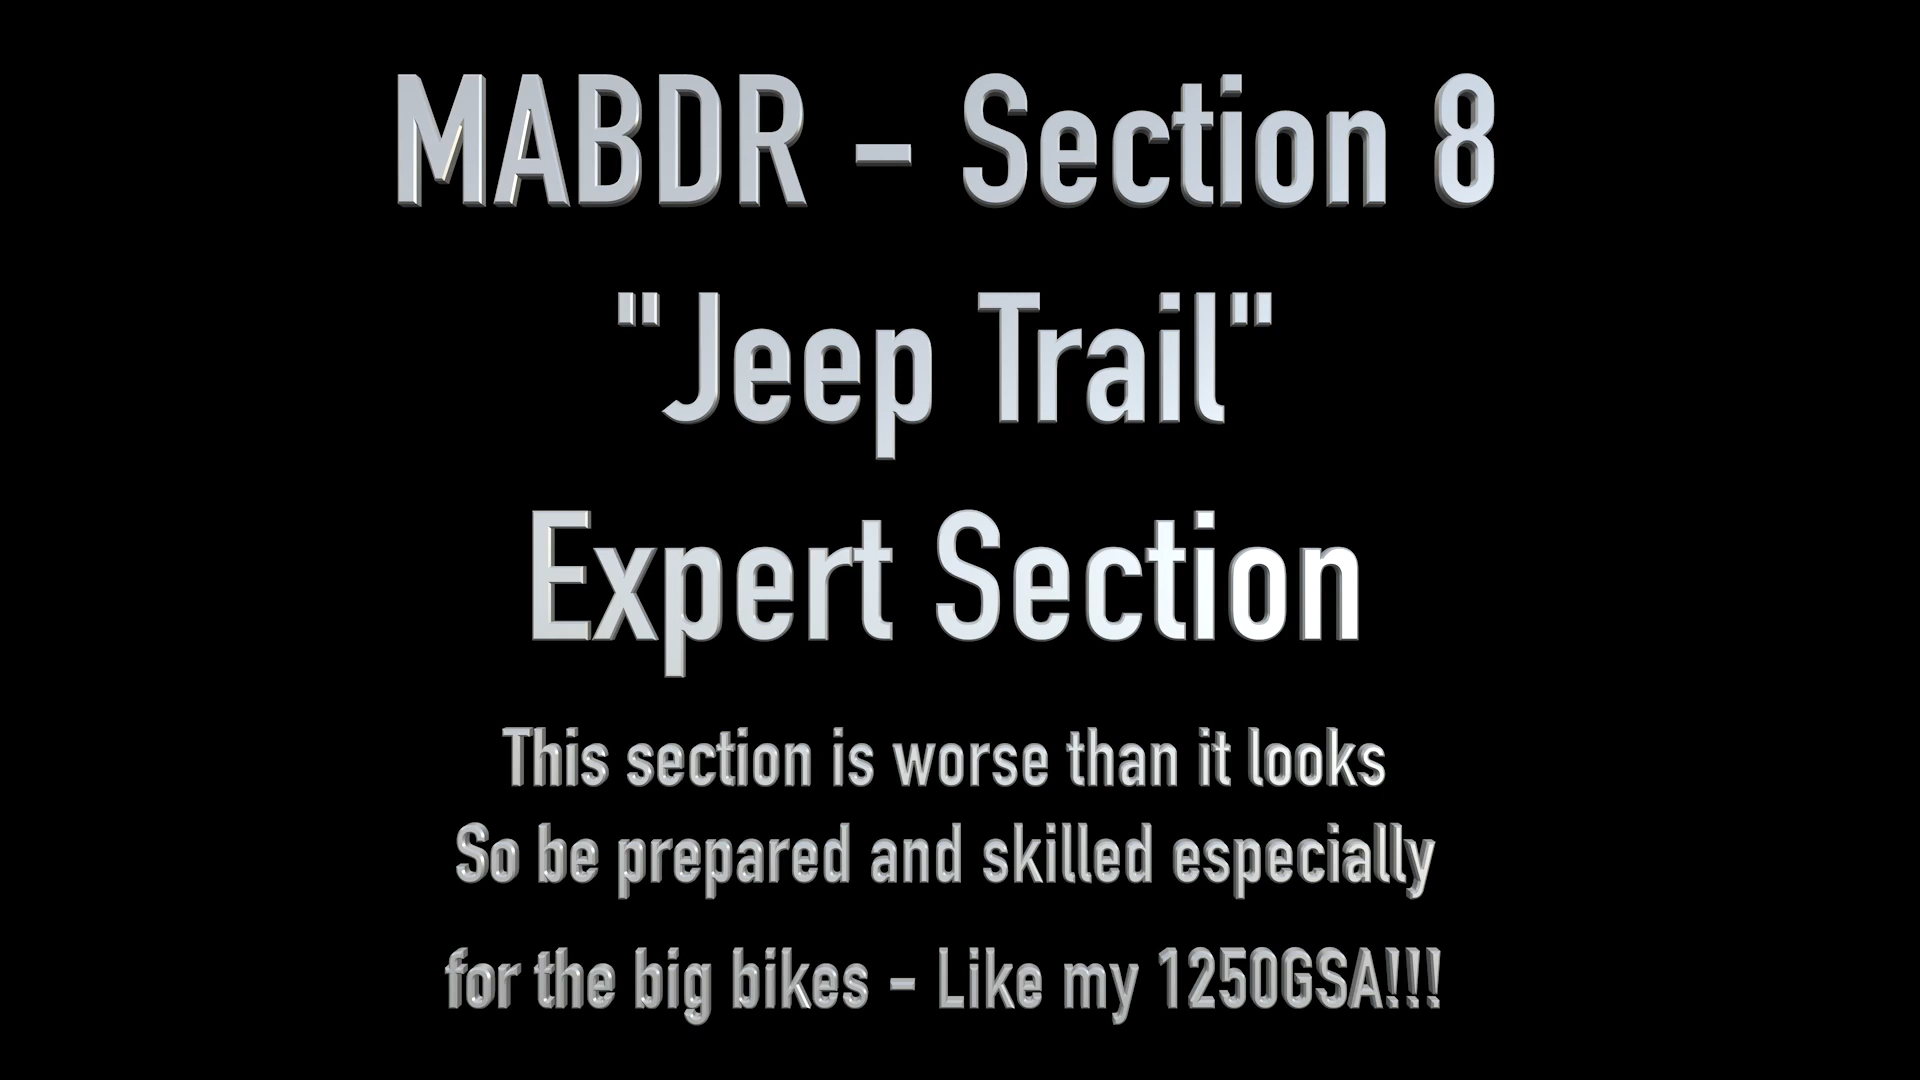 MABDR - Section 8
"Jeep Trail"
Expert Section
This section is worse than it looks
So be prepared and skilled especially
for the big bikes - Like my 1250GSA!!!